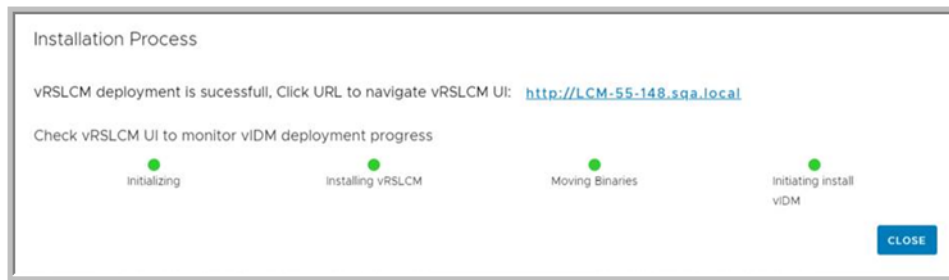 Installation Process
vRSLCM deployment is sucessfull, Click URL to navigate vRSLCM UI: http://LCM-55-148.sqa.local
Check vRSLCM UI to monitor vIDM deployment progress
Initializing
Installing vRSLCM
Moving Binaries
Initiating install
vIDM
CLOSE